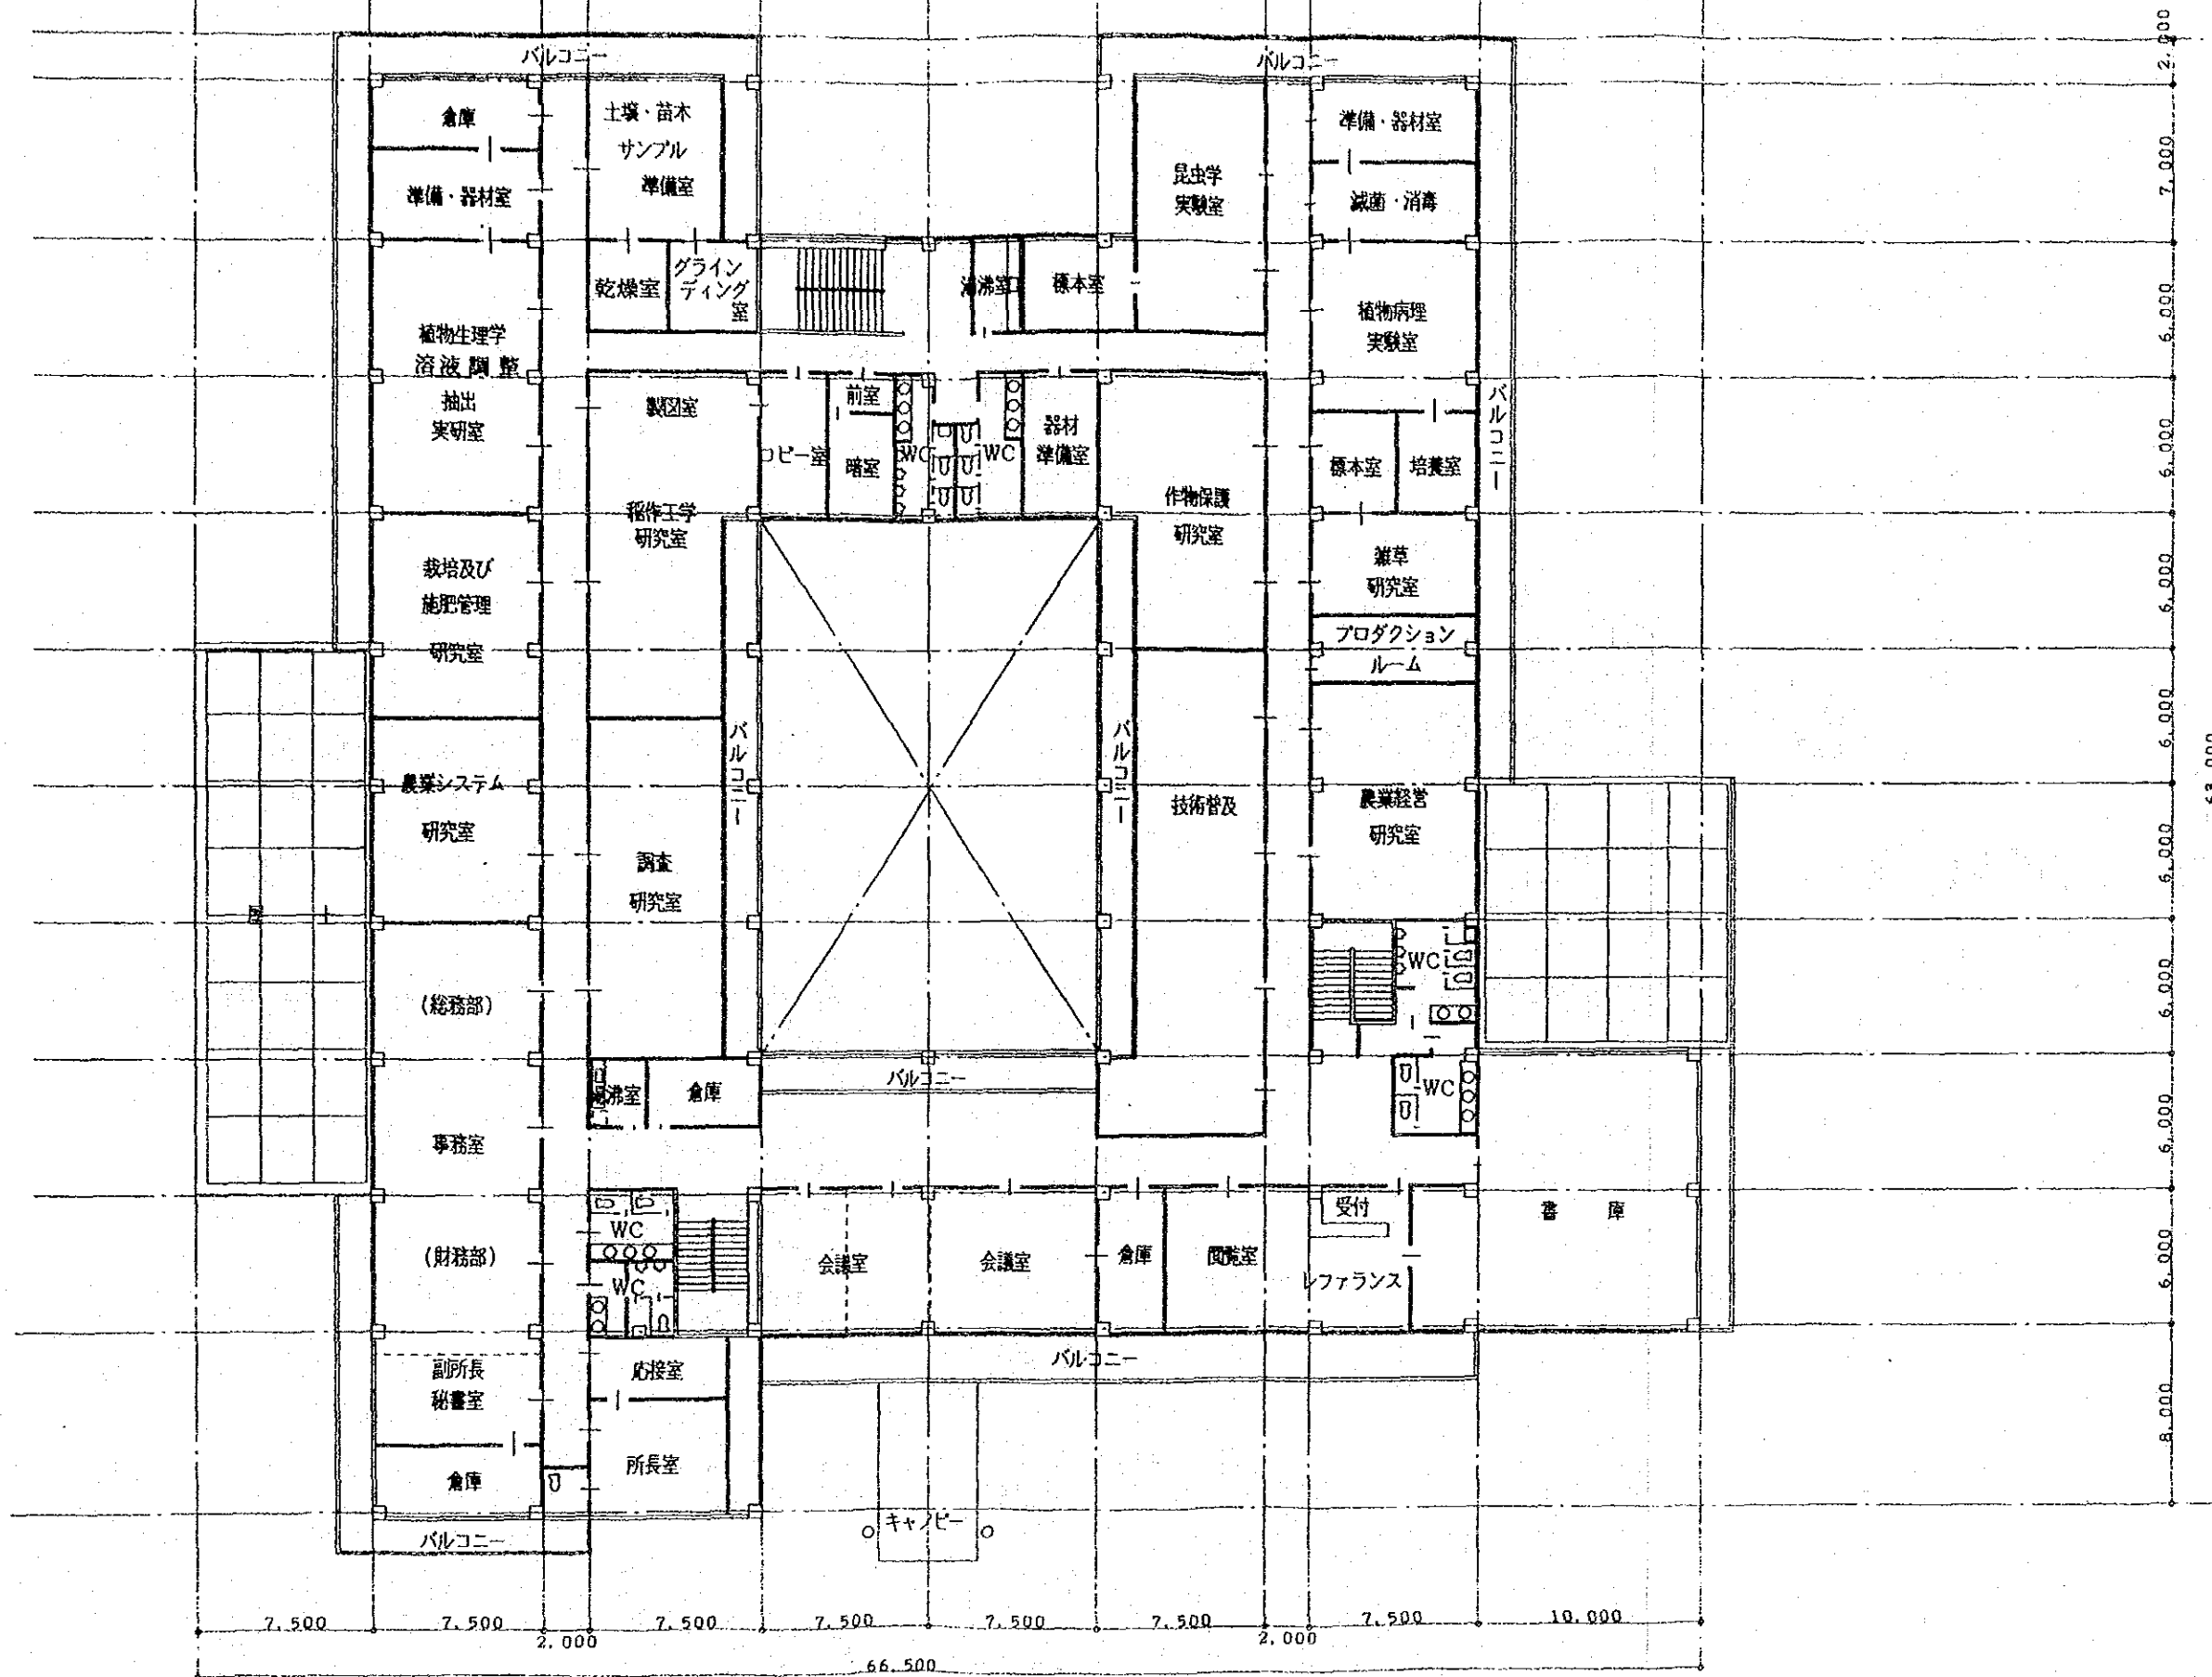 バルコニー
バルコニー
倉庫
準備・器材室
土壌・苗木
サンプル
準備室
昆虫学
実験室
準備・器材室
滅菌・消毒
乾燥室
グライン
ディング
室
湯沸室
標本室
植物生理学
溶液調整
抽出
実研室
植物病理
実験室
製図室
コピー室
前室
暗室
WC
WC
器材
準備室
標本室
培養室
バルコニー
稲作工学
研究室
作物保護
研究室
栽培及び
施肥管理
研究室
雑草
研究室
プロダクション
ルーム
バルコニー
バルコニー
農業システム
研究室
技術普及
農業経営
研究室
調査
研究室
屋 上
(総務部)
WC
バルコニー
湯沸室
倉庫
WC
事務室
WC
受付
書 庫
(財務部)
WC
会議室
会議室
倉庫
閲覧室
レファランス
副所長
秘書室
応接室
バルコニー
倉庫
所長室
バルコニー
キャノピー
2,000
7,000
6,000
6,000
6,000
6,000
6,000
6,000
6,000
6,000
8,000
63,000
7,500
7,500
2,000
7,500
7,500
7,500
7,500
2,000
7,500
10,000
66,500